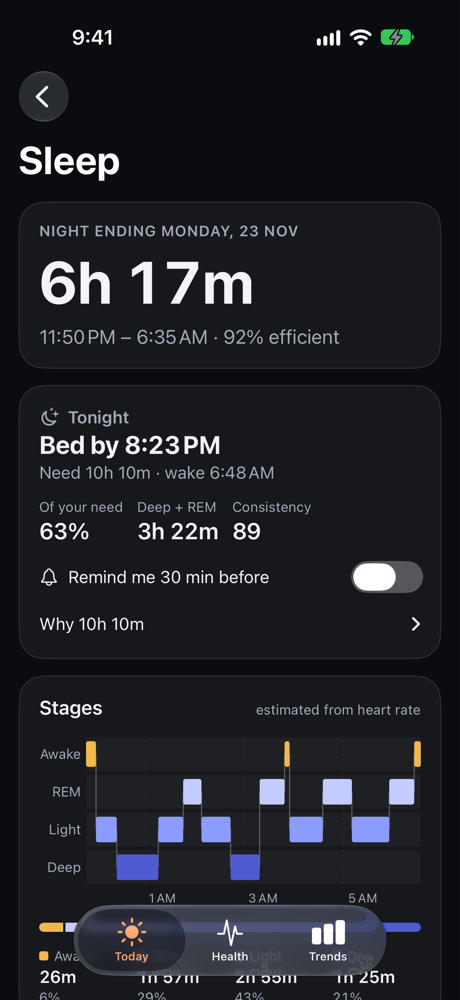 9:41
Sleep
NIGHT ENDING MONDAY, 23 NOV
6h 17m
11:50 PM – 6:35 AM · 92% efficient
Tonight
Bed by 8:23 PM
Need 10h 10m · wake 6:48 AM
Of your need Deep + REM Consistency
63% 3h 22m 89
Remind me 30 min before
Why 10h 10m
Stages estimated from heart rate
Awake
REM
Light
Deep
1 AM 3 AM 5 AM
Today Health Trends
26m 1h 57m 2h 55m 1h 25m
6% 29% 43% 21%